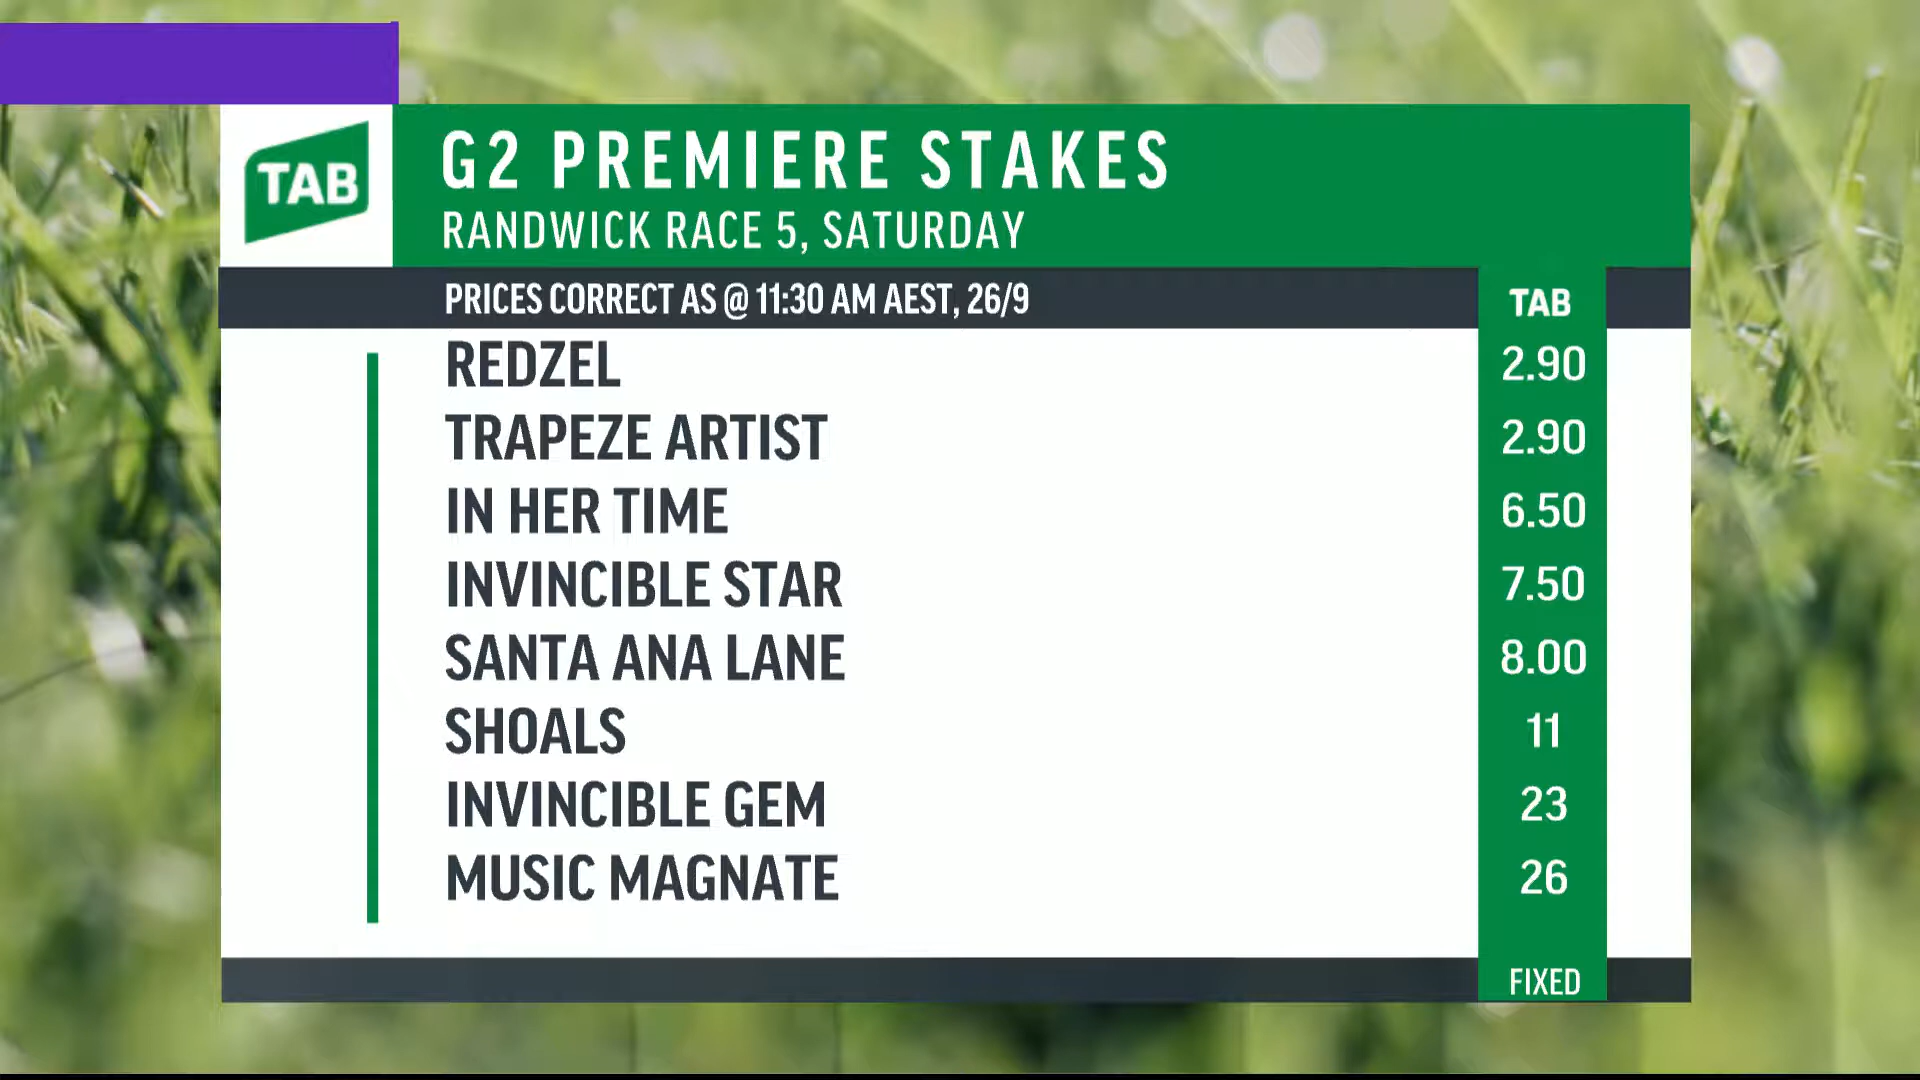 TAB
G2 PREMIERE STAKES
RANDWICK RACE 5, SATURDAY
PRICES CORRECT AS @ 11:30 AM AEST, 26/9 TAB
REDZEL 2.90
TRAPEZE ARTIST 2.90
IN HER TIME 6.50
INVINCIBLE STAR 7.50
SANTA ANA LANE 8.00
SHOALS 11
INVINCIBLE GEM 23
MUSIC MAGNATE 26
FIXED